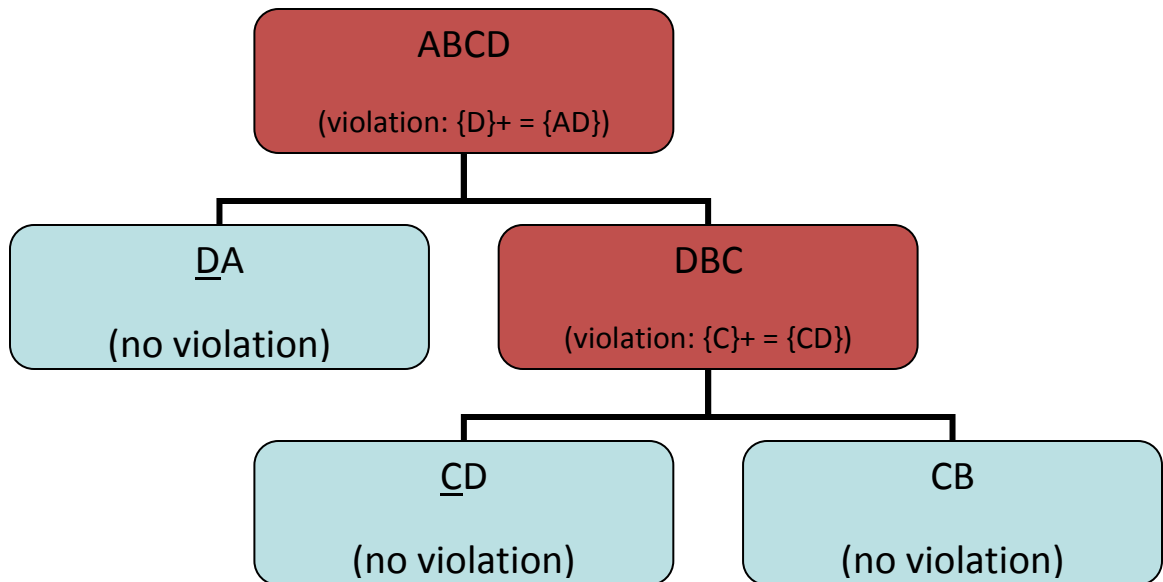 ABCD
(violation: {D}+ = {AD})
DA
(no violation)
DBC
(violation: {C}+ = {CD})
CD
(no violation)
CB
(no violation)